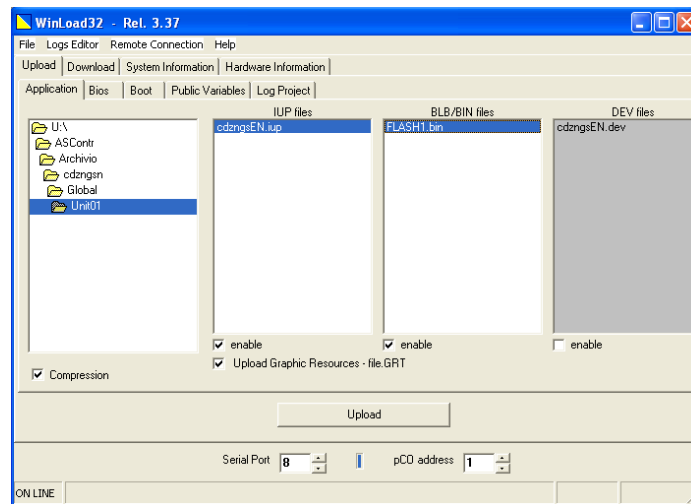 WinLoad32 - Rel. 3.37
File Logs Editor Remote Connection Help
Upload Download System Information Hardware Information
Application Bios Boot Public Variables Log Project
IUP files BLB/BIN files DEV files
U:\ cdzngsEN.iup FLASH1.bin cdzngsEN.dev
ASContr
Archivio
cdzngsn
Global
Unit01
enable enable enable
Upload Graphic Resources - file.GRT
Compression
Upload
Serial Port 8 pCO address 1
ON LINE